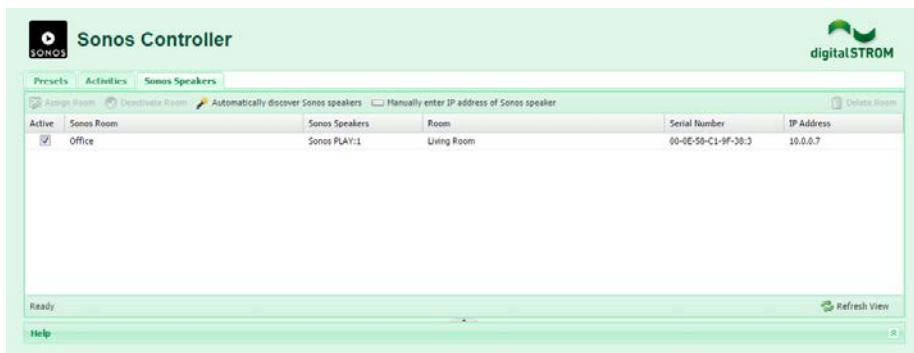 SONOS
Sonos Controller
digitalSTROM
Presets Activities Sonos Speakers
Assign Room Deactivate Room Automatically discover Sonos speakers Manually enter IP address of Sonos speaker Delete Room
Active Sonos Room Sonos Speakers Room Serial Number IP Address
Office Sonos PLAY:1 Living Room 00-0E-58-C1-9F-38:3 10.0.0.7
Ready Refresh View
Help